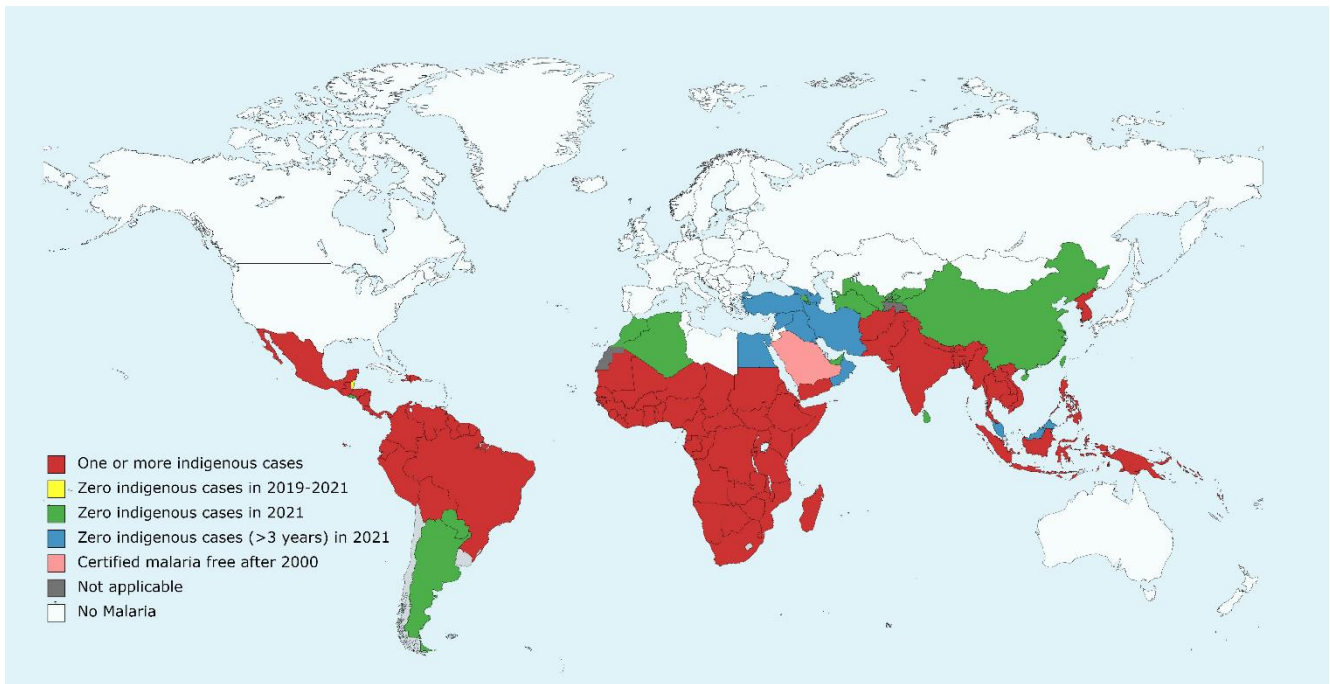 One or more indigenous cases
Zero indigenous cases in 2019-2021
Zero indigenous cases in 2021
Zero indigenous cases (>3 years) in 2021
Certified malaria free after 2000
Not applicable
No Malaria